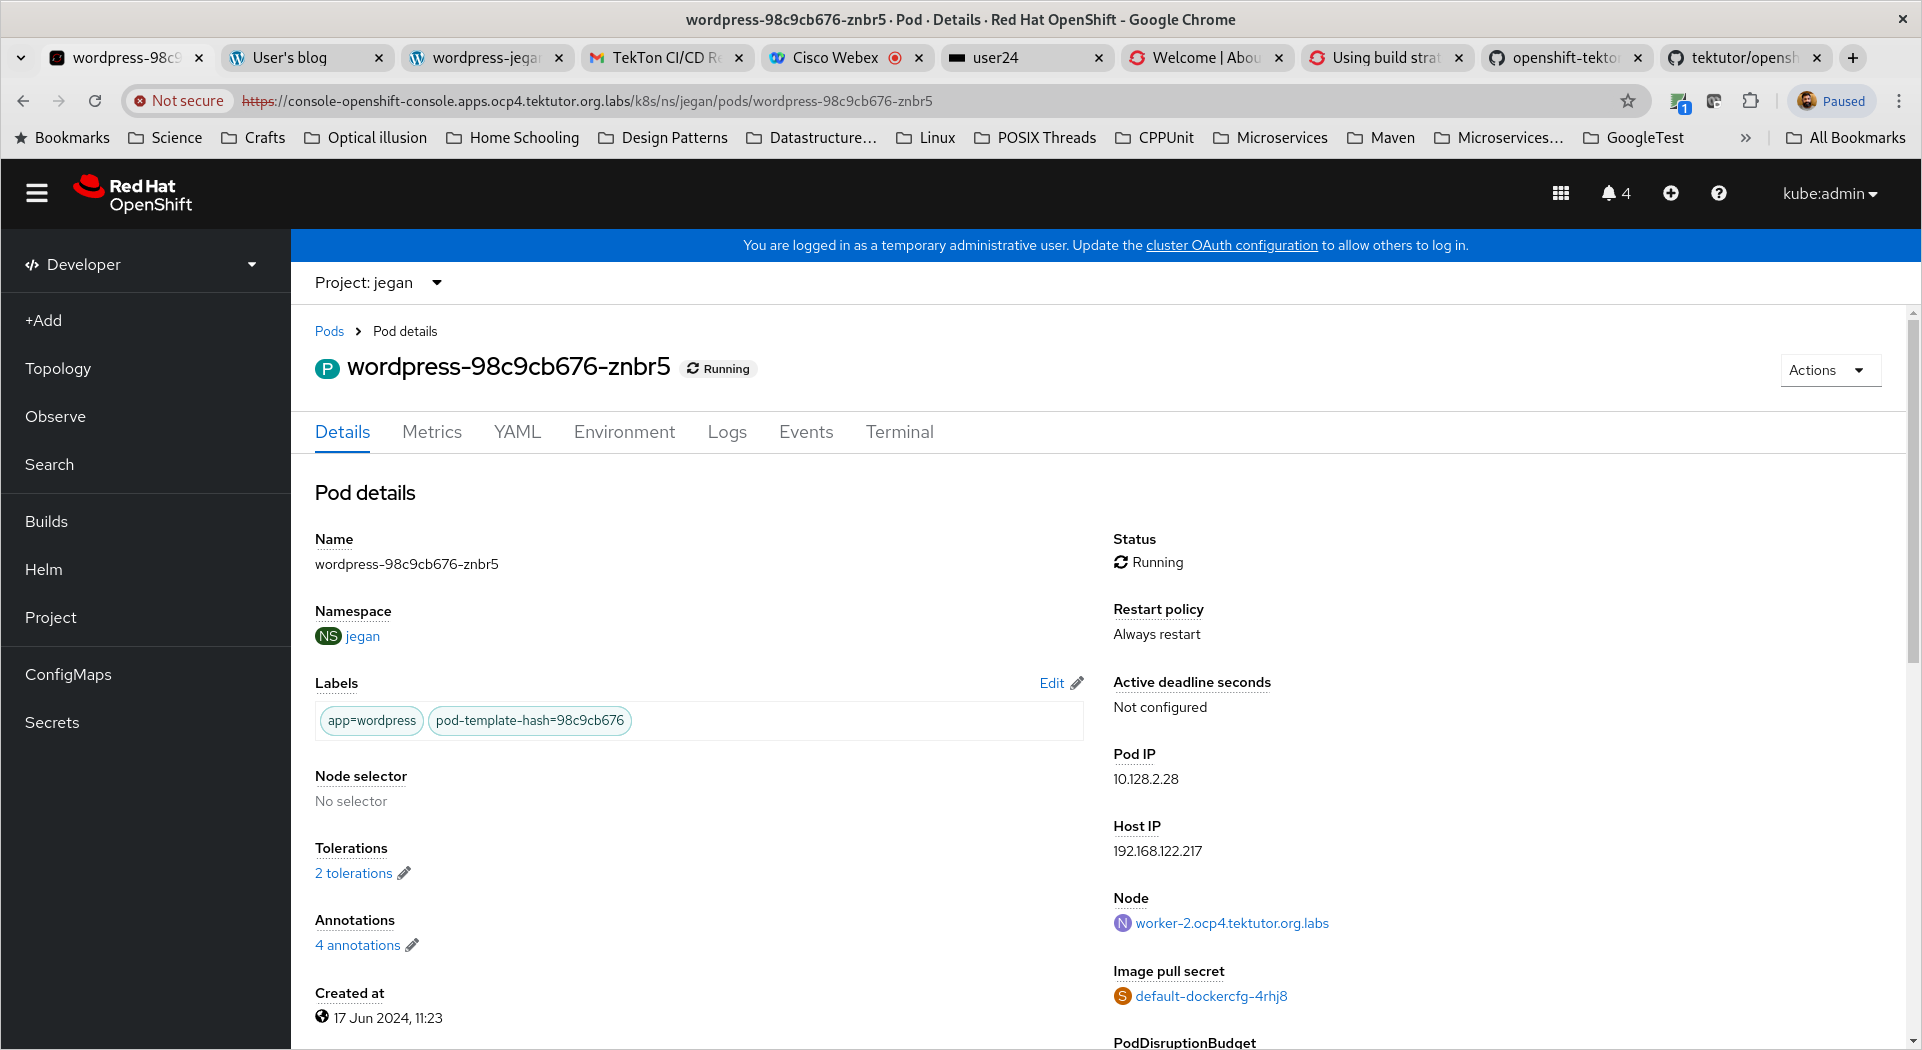 wordpress-98c9cb676-znbr5 · Pod · Details · Red Hat OpenShift - Google Chrome
wordpress-98c9 User's blog wordpress-jegan TekTon CI/CD Re Cisco Webex user24 Welcome | Abou Using build strat openshift-tekton tektutor/opensh
Not secure https://console-openshift-console.apps.ocp4.tektutor.org.labs/k8s/ns/jegan/pods/wordpress-98c9cb676-znbr5 1 Paused
Bookmarks Science Crafts Optical illusion Home Schooling Design Patterns Datastructure... Linux POSIX Threads CPPUnit Microservices Maven Microservices... GoogleTest » All Bookmarks
Red Hat
OpenShift
4 kube:admin
You are logged in as a temporary administrative user. Update the cluster OAuth configuration to allow others to log in.
Developer
+Add
Topology
Observe
Search
Builds
Helm
Project
ConfigMaps
Secrets
Project: jegan
Pods Pod details
P wordpress-98c9cb676-znbr5 Running
Actions
Details Metrics YAML Environment Logs Events Terminal
Pod details
Name
wordpress-98c9cb676-znbr5
Namespace
NS jegan
Labels Edit
app=wordpress pod-template-hash=98c9cb676
Node selector
No selector
Tolerations
2 tolerations
Annotations
4 annotations
Created at
17 Jun 2024, 11:23
Status
Running
Restart policy
Always restart
Active deadline seconds
Not configured
Pod IP
10.128.2.28
Host IP
192.168.122.217
Node
N worker-2.ocp4.tektutor.org.labs
Image pull secret
S default-dockercfg-4rhj8
PodDisruptionBudget